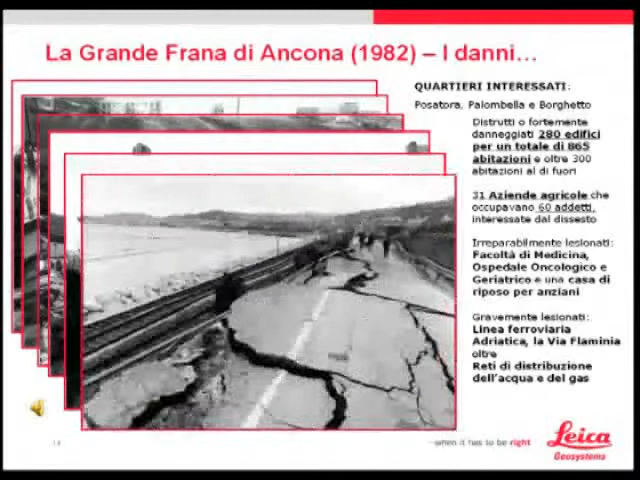 La Grande Frana di Ancona (1982) – I danni…
QUARTIERI INTERESSATI:
Posatora, Palombella e Borghetto
Distrutti o fortemente
danneggiati 280 edifici
per un totale di 865
abitazioni e oltre 300
abitazioni al di fuori
31 Aziende agricole che
occupavano 60 addetti,
interessate dal dissesto
Irreparabilmente lesionati:
Facoltà di Medicina,
Ospedale Oncologico e
Geriatrico e una casa di
riposo per anziani
Gravemente lesionati:
Linea ferroviaria
Adriatica, la Via Flaminia
oltre
Reti di distribuzione
dell'acqua e del gas
- when it has to be right
Leica
Geosystems